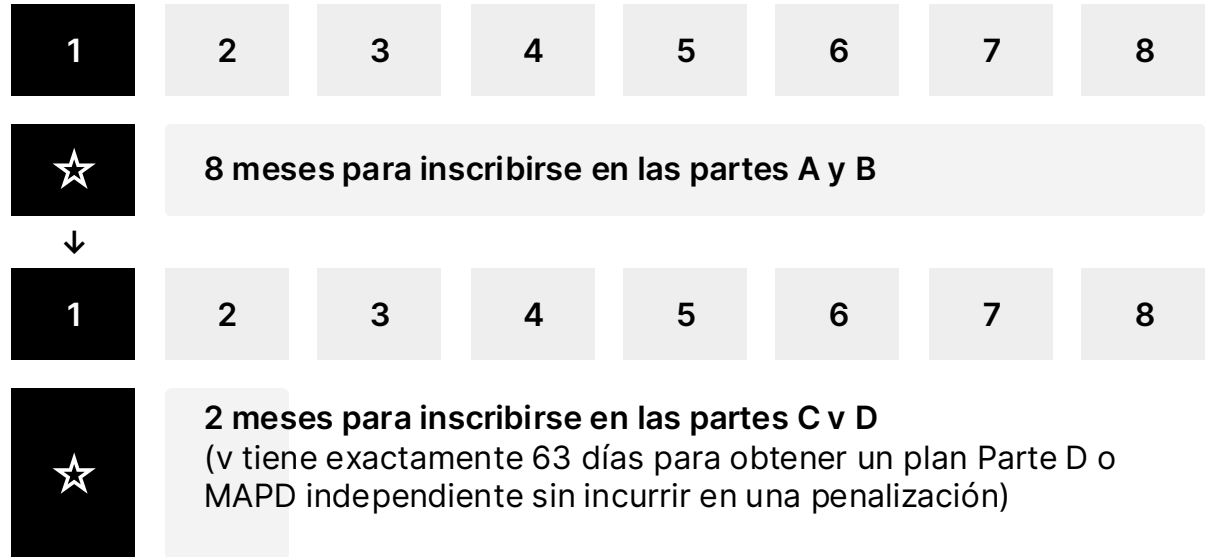 1 2 3 4 5 6 7 8
8 meses para inscribirse en las partes A y B
1 2 3 4 5 6 7 8
2 meses para inscribirse en las partes C v D
(v tiene exactamente 63 días para obtener un plan Parte D o
MAPD independiente sin incurrir en una penalización)